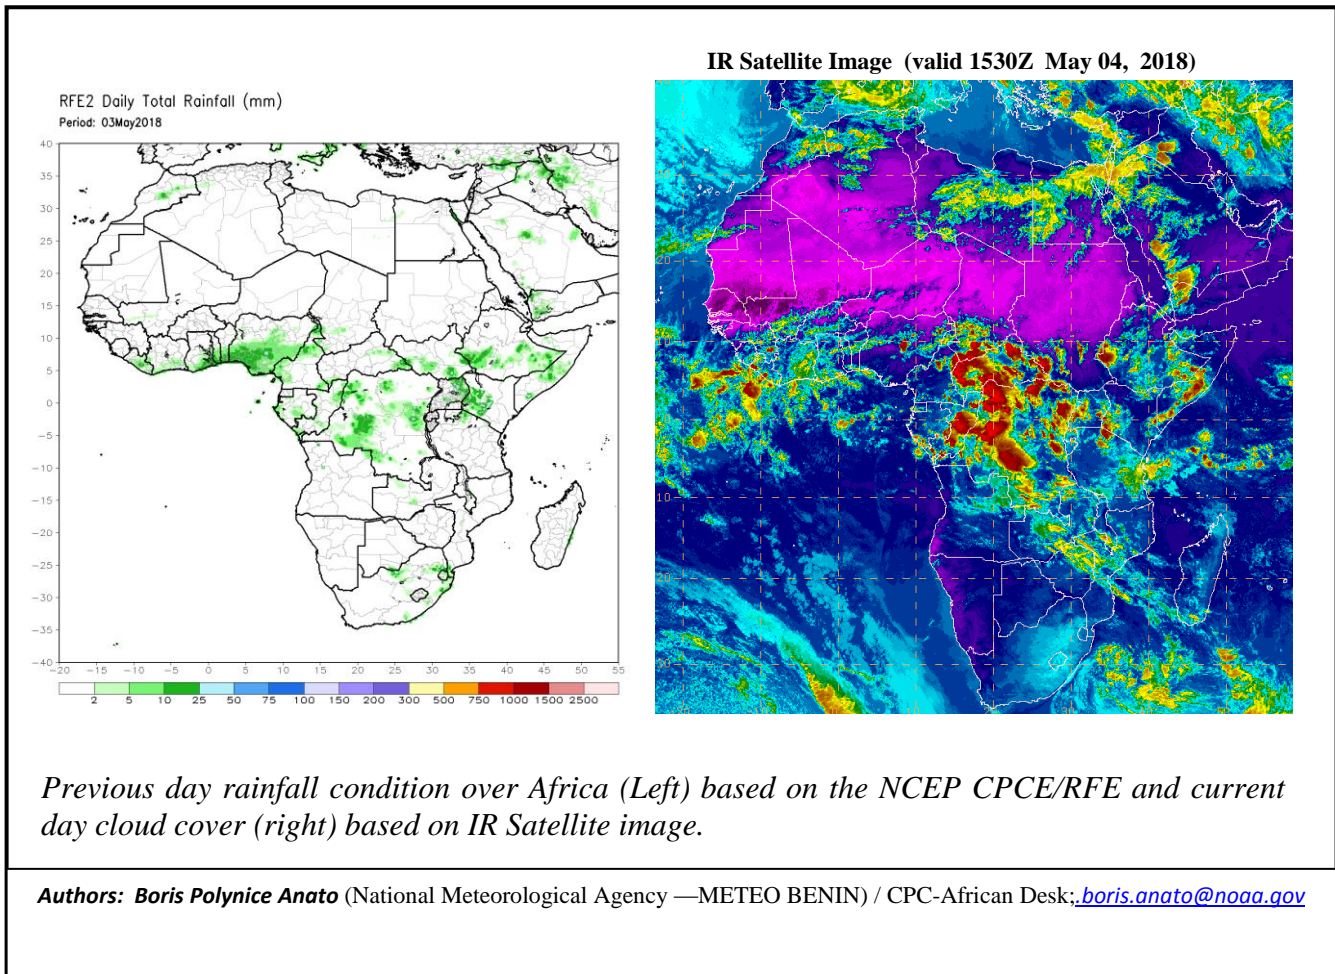 IR Satellite Image (valid 1530Z May 04, 2018)
RFE2 Daily Total Rainfall (mm)
Period: 03May2018
40
35
30
25
20
15
10
5
0
−5
−10
−15
−20
−25
−30
−35
−40
−20 −15 −10 −5 0 5 10 15 20 25 30 35 40 45 50 55
2 5 10 25 50 75 100 150 200 300 500 750 1000 1500 2500
20
10
10
20
Previous day rainfall condition over Africa (Left) based on the NCEP CPCE/RFE and current
day cloud cover (right) based on IR Satellite image.
Authors: Boris Polynice Anato (National Meteorological Agency —METEO BENIN) / CPC-African Desk;.boris.anato@noaa.gov